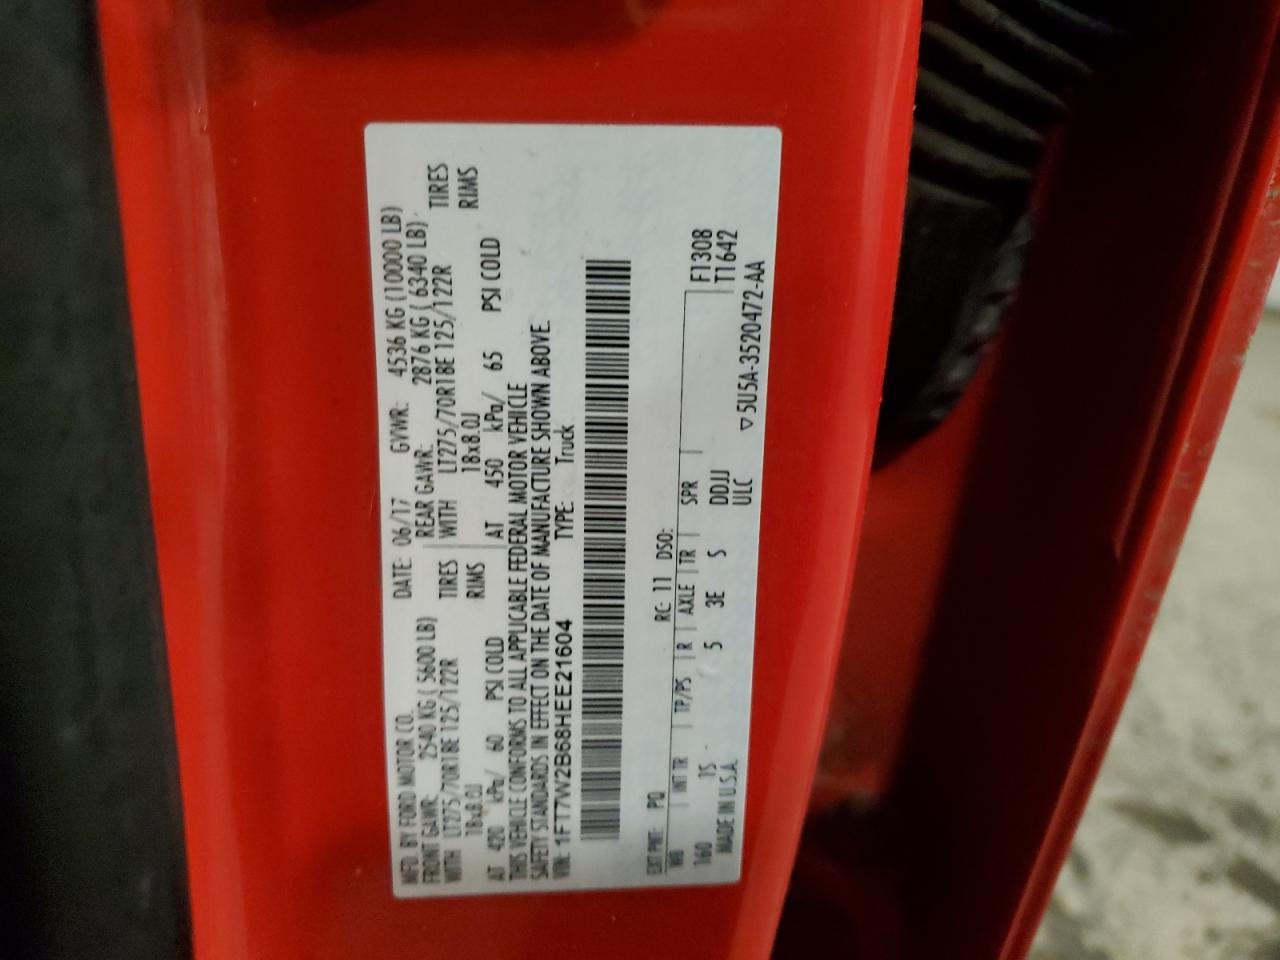 MFD. BY FORD MOTOR CO. DATE: 06/17 GVWR: 4536 KG (10000 LB)
FRONT GAWR: 2540 KG ( 5600 LB) REAR GAWR: 2876 KG ( 6340 LB)
WITH LT275/70R18E 125/122R TIRES WITH LT275/70R18E 125/122R TIRES
18x8.0J RIMS 18x8.0J RIMS
AT 420 kPa/ 60 PSI COLD AT 450 kPa/ 65 PSI COLD
THIS VEHICLE CONFORMS TO ALL APPLICABLE FEDERAL MOTOR VEHICLE
SAFETY STANDARDS IN EFFECT ON THE DATE OF MANUFACTURE SHOWN ABOVE.
VIN: 1FT7W2B68HEE21604 TYPE: Truck
EXT PNT: PQ RC: 11 DSO:
WB INT TR TP/PS R AXLE TR SPR F1308
160 1S 5 3E S DDJJ T1642
MADE IN U.S.A. ULC ▽5U5A-3520472-AA